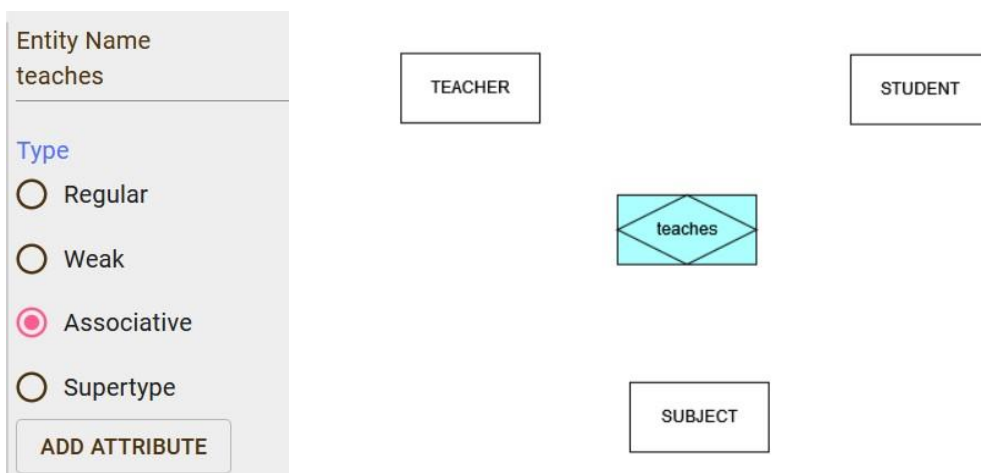 Entity Name
teaches
Type
Regular
Weak
Associative
Supertype
ADD ATTRIBUTE
TEACHER
STUDENT
teaches
SUBJECT